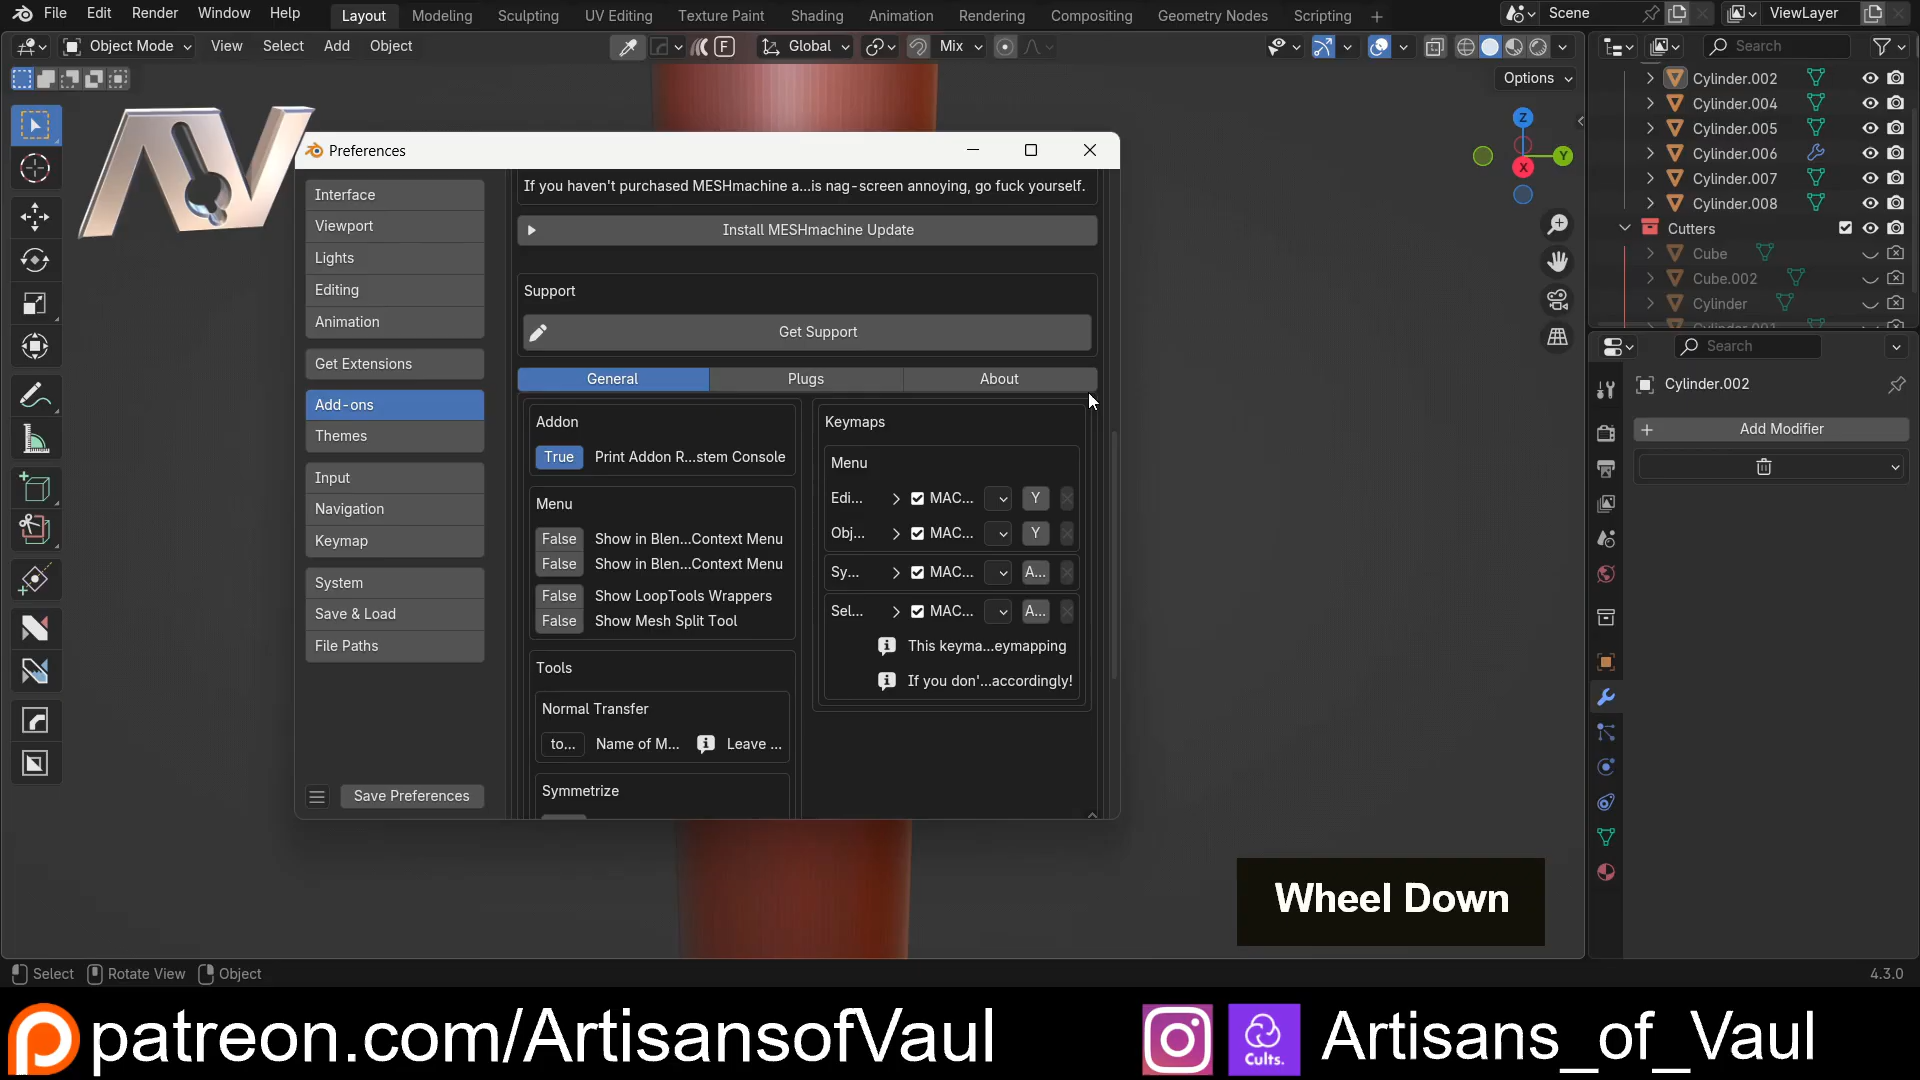 File Edit Render Window Help Layout Modeling Sculpting UV Editing Texture Paint Shading Animation Rendering Compositing Geometry Nodes Scripting + Scene ViewLayer
Object Mode View Select Add Object F Global Mix Search
Options
Cylinder.002
Cylinder.004
Cylinder.005
Cylinder.006
Cylinder.007
Cylinder.008
Cutters
Cube
Cube.002
Cylinder
Z
Y
X
AV
Preferences
Interface
Viewport
Lights
Editing
Animation
Get Extensions
Add-ons
Themes
Input
Navigation
Keymap
System
Save & Load
File Paths
Save Preferences
If you haven't purchased MESHmachine a...is nag-screen annoying, go fuck yourself.
Install MESHmachine Update
Support
Get Support
General Plugs About
Addon
True Print Addon R...stem Console
Menu
False Show in Blen...Context Menu
False Show in Blen...Context Menu
False Show LoopTools Wrappers
False Show Mesh Split Tool
Tools
Normal Transfer
to... Name of M... Leave ...
Symmetrize
Keymaps
Menu
Edi... MAC... Y
Obj... MAC... Y
Sy... MAC... A...
Sel... MAC... A...
This keyma...eymapping
If you don'...accordingly!
Search
Cylinder.002
Add Modifier
Wheel Down
Select Rotate View Object 4.3.0
patreon.com/ArtisansofVaul Cults. Artisans_of_Vaul